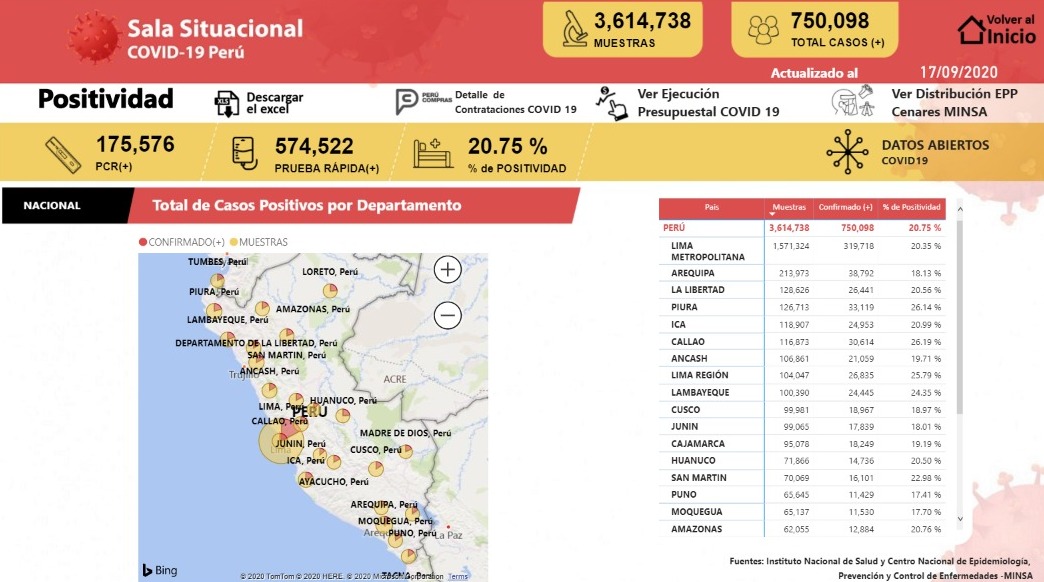 Sala Situacional
COVID-19 Perú
3,614,738
MUESTRAS
750,098
TOTAL CASOS (+)
Volver al
Inicio
Actualizado al 17/09/2020
Positividad
XLS
Descargar
el excel
PERÚ
COMPRAS
Detalle de
Contrataciones COVID 19
Ver Ejecución
Presupuestal COVID 19
Ver Distribución EPP
Cenares MINSA
175,576
PCR(+)
574,522
PRUEBA RÁPIDA(+)
20.75 %
% de POSITIVIDAD
DATOS ABIERTOS
COVID19
NACIONAL
Total de Casos Positivos por Departamento
CONFIRMADO(+) MUESTRAS
TUMBES, Perú
LORETO, Perú
PIURA, Perú
AMAZONAS, Perú
LAMBAYEQUE, Perú
DEPARTAMENTO DE LA LIBERTAD, Perú
SAN MARTIN, Perú
ANCASH, Perú
Trujillo
ACRE
HUANUCO, Perú
LIMA, Perú
PERÚ
CALLAO, Perú
MADRE DE DIOS, Perú
JUNIN, Perú
Lima
CUSCO, Perú
ICA, Perú
AYACUCHO, Perú
AREQUIPA, Perú
MOQUEGUA, Perú
PUNO, Perú
La Paz
TACNA, Perú
Bing
© 2020 TomTom © 2020 HERE, © 2020 Microsoft Corporation Terms
País Muestras Confirmado (+) % de Positividad
PERÚ 3,614,738 750,098 20.75 %
LIMA
METROPOLITANA 1,571,324 319,718 20.35 %
AREQUIPA 213,973 38,792 18.13 %
LA LIBERTAD 128,626 26,441 20.56 %
PIURA 126,713 33,119 26.14 %
ICA 118,907 24,953 20.99 %
CALLAO 116,873 30,614 26.19 %
ANCASH 106,861 21,059 19.71 %
LIMA REGIÓN 104,047 26,835 25.79 %
LAMBAYEQUE 100,390 24,445 24.35 %
CUSCO 99,981 18,967 18.97 %
JUNIN 99,065 17,839 18.01 %
CAJAMARCA 95,078 18,249 19.19 %
HUANUCO 71,866 14,736 20.50 %
SAN MARTIN 70,069 16,101 22.98 %
PUNO 65,645 11,429 17.41 %
MOQUEGUA 65,137 11,530 17.70 %
AMAZONAS 62,055 12,884 20.76 %
Fuentes: Instituto Nacional de Salud y Centro Nacional de Epidemiología,
Prevención y Control de Enfermedades -MINSA